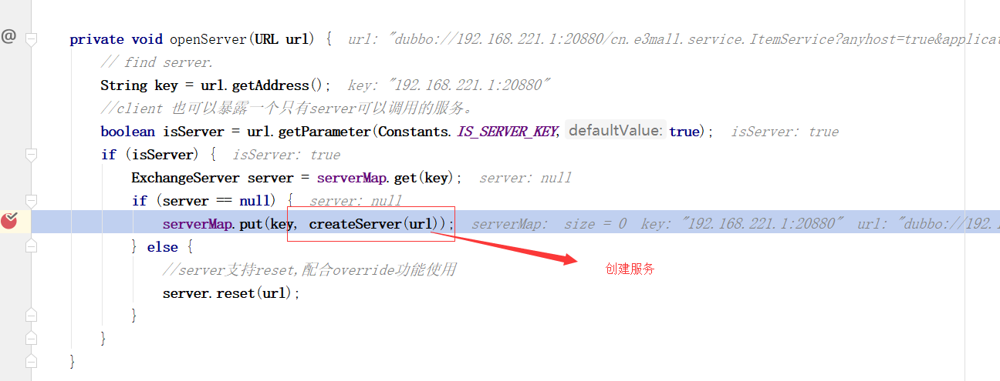 @
private void openServer(URL url) { url: "dubbo://192.168.221.1:20880/cn.e3mall.service.ItemService?anyhost=true&applicat
// find server.
String key = url.getAddress(); key: "192.168.221.1:20880"
//client 也可以暴露一个只有server可以调用的服务。
boolean isServer = url.getParameter(Constants.IS_SERVER_KEY, defaultValue: true); isServer: true
if (isServer) { isServer: true
ExchangeServer server = serverMap.get(key); server: null
if (server == null) { server: null
serverMap.put(key, createServer(url)); serverMap: size = 0 key: "192.168.221.1:20880" url: "dubbo://192.1
} else {
创建服务
//server支持reset,配合override功能使用
server.reset(url);
}
}
}